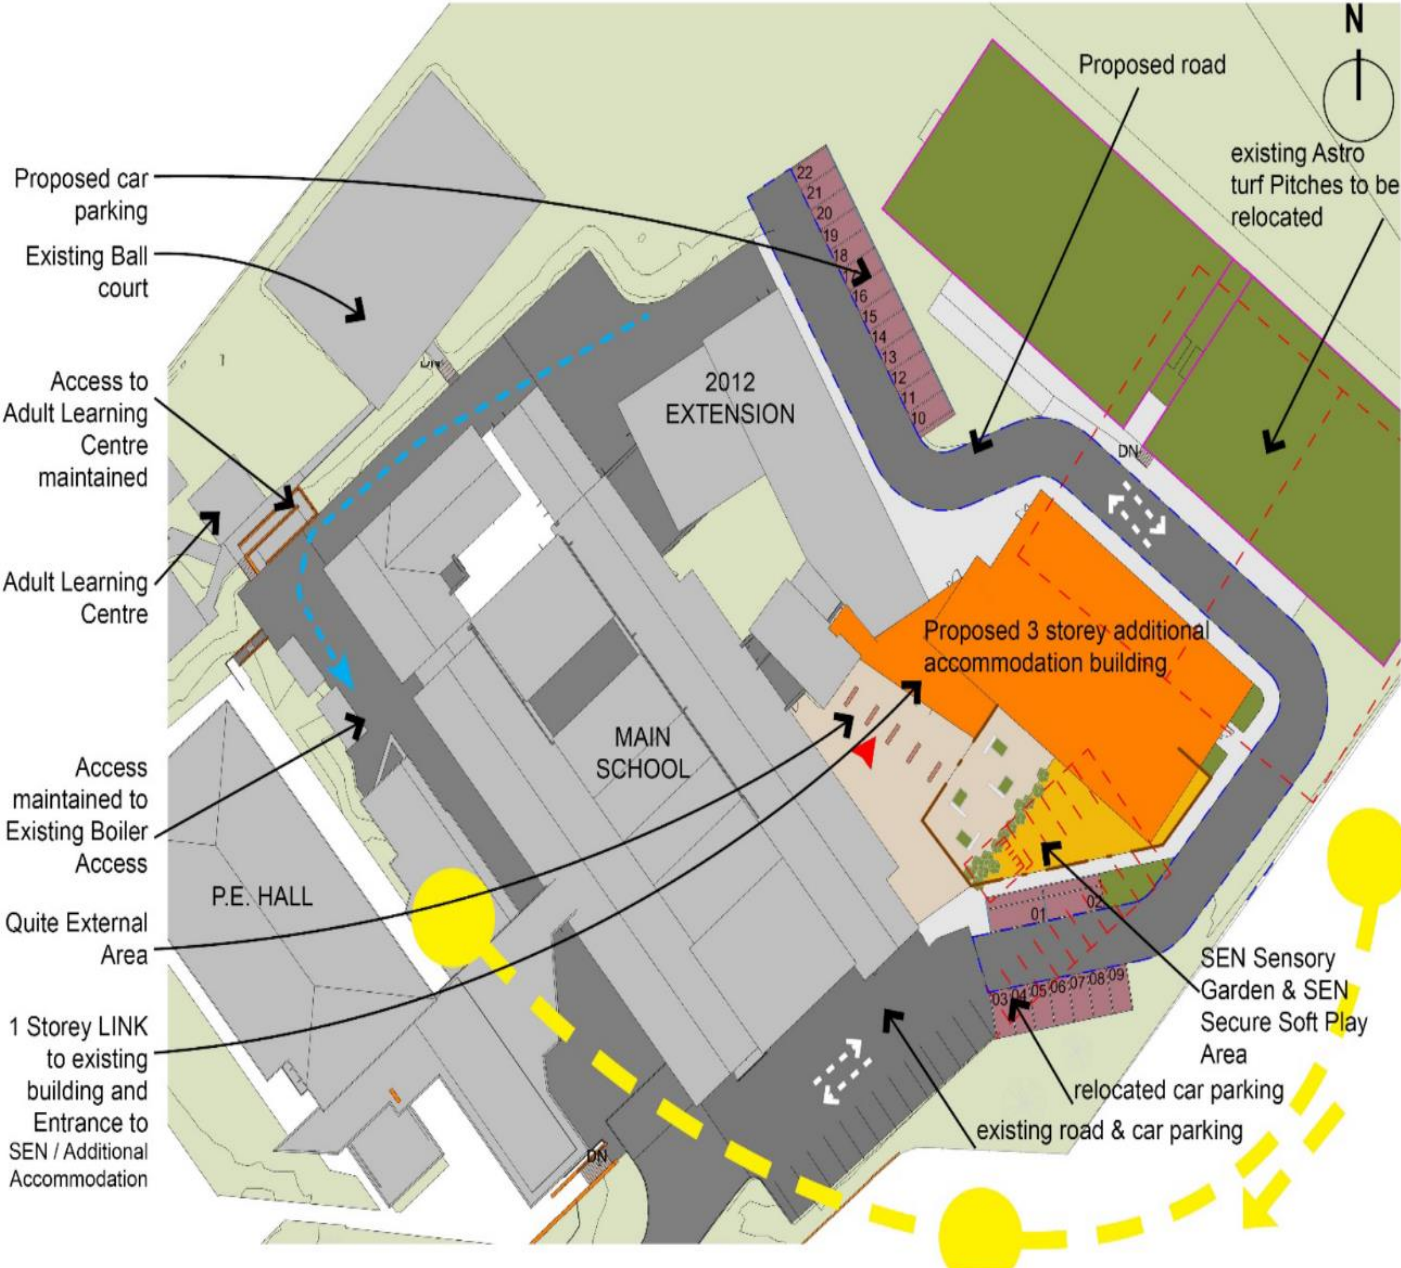 N
Proposed road
existing Astro
turf Pitches to be
relocated
Proposed car
parking
Existing Ball
court
Access to
Adult Learning
Centre
maintained
Adult Learning
Centre
Access
maintained to
Existing Boiler
Access
Quite External
Area
1 Storey LINK
to existing
building and
Entrance to
SEN / Additional
Accommodation
22
21
20
19
18
16
15
14
13
12
11
10
DN
2012
EXTENSION
DN
Proposed 3 storey additional
accommodation building
MAIN
SCHOOL
P.E. HALL
01
02
03 04 05 06 07 08 09
SEN Sensory
Garden & SEN
Secure Soft Play
Area
relocated car parking
existing road & car parking
DN